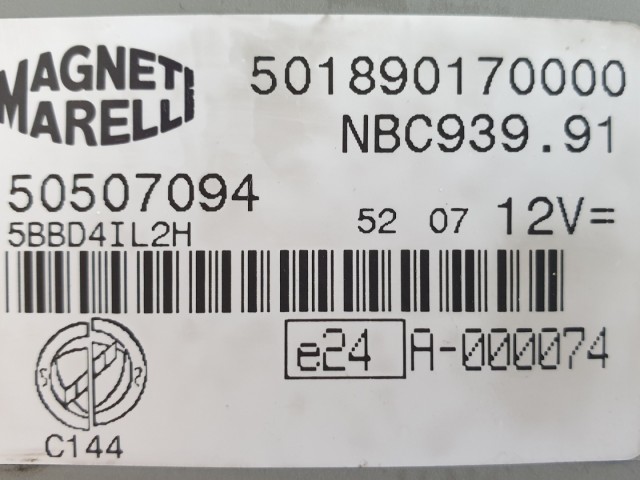 MAGNETI
MARELLI
501890170000
NBC939.91
50507094
5BBD4IL2H
52 07 12V=
e24 A-000074
C144